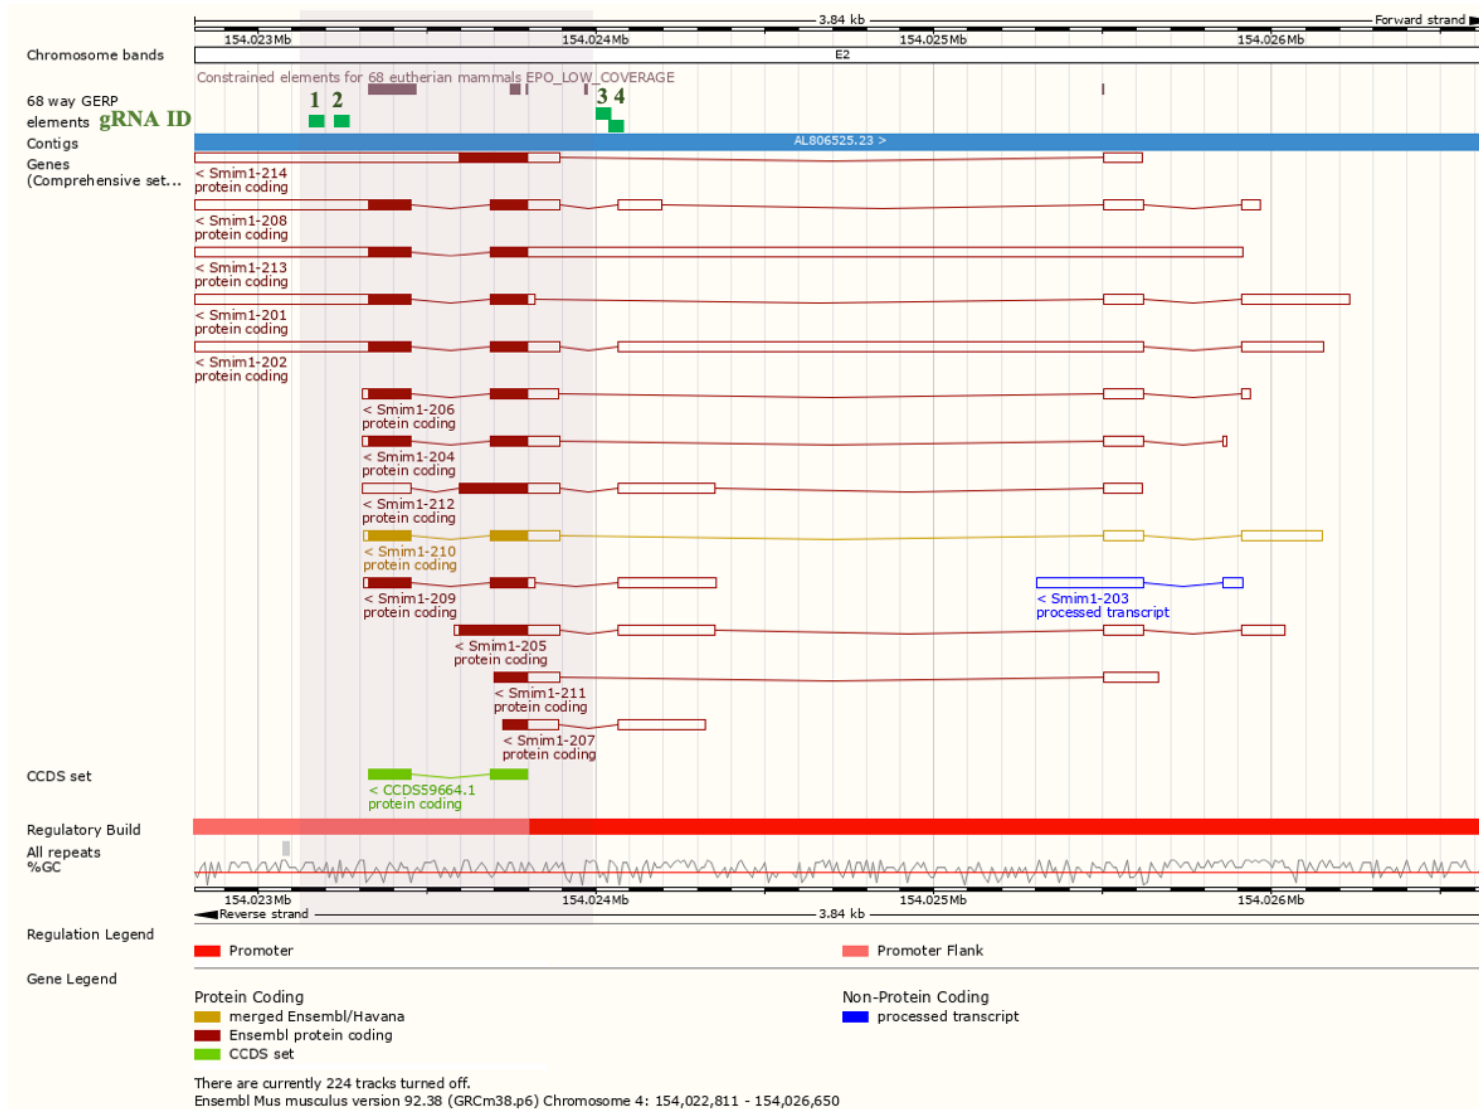 3.84 kb
Forward strand
154.023Mb 154.024Mb 154.025Mb 154.026Mb
Chromosome bands
E2
Constrained elements for 68 eutherian mammals EPO_LOW_COVERAGE
68 way GERP
elements
gRNA ID
1 2 3 4
Contigs
AL806525.23 >
Genes
(Comprehensive set...
< Smim1-214
protein coding
< Smim1-208
protein coding
< Smim1-213
protein coding
< Smim1-201
protein coding
< Smim1-202
protein coding
< Smim1-206
protein coding
< Smim1-204
protein coding
< Smim1-212
protein coding
< Smim1-210
protein coding
< Smim1-209
protein coding
< Smim1-203
processed transcript
< Smim1-205
protein coding
< Smim1-211
protein coding
< Smim1-207
protein coding
CCDS set
< CCDS59664.1
protein coding
Regulatory Build
All repeats
%GC
154.023Mb 154.024Mb 154.025Mb 154.026Mb
Reverse strand
3.84 kb
Regulation Legend
Promoter
Promoter Flank
Gene Legend
Protein Coding
Non-Protein Coding
merged Ensembl/Havana
processed transcript
Ensembl protein coding
CCDS set
There are currently 224 tracks turned off.
Ensembl Mus musculus version 92.38 (GRCm38.p6) Chromosome 4: 154,022,811 - 154,026,650